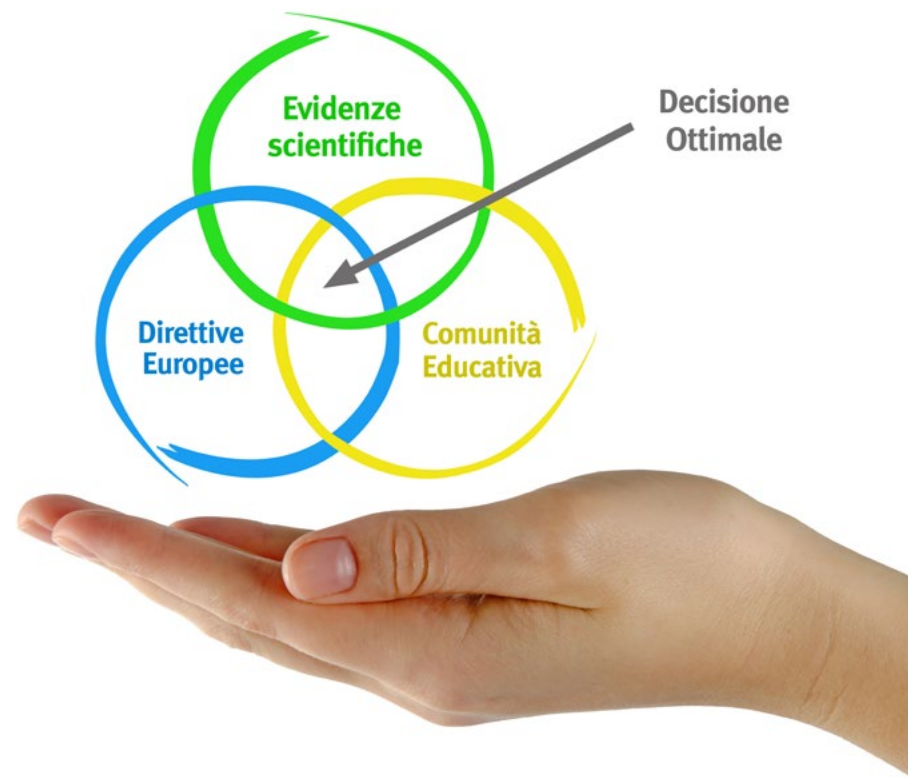 Evidenze
scientifiche
Decisione
Ottimale
Direttive
Europee
Comunità
Educativa